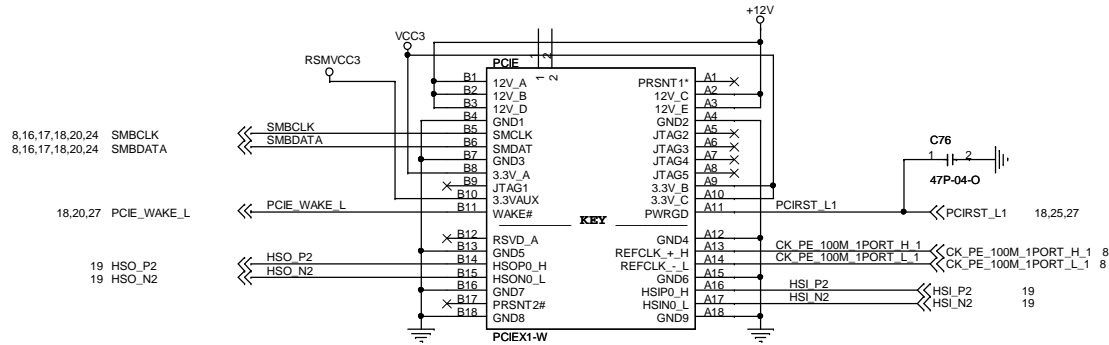 +12V
VCC3
RSMVCC3
PCIE
1 2
1 2
B1 12V_A PRSNT1* A1
B2 12V_B 12V_C A2
B3 12V_D 12V_E A3
B4 GND1 GND2 A4
8,16,17,18,20,24 SMBCLK SMBCLK B5 SMCLK JTAG2 A5
8,16,17,18,20,24 SMBDATA SMBDATA B6 SMDAT JTAG3 A6
B7 GND3 JTAG4 A7
B8 3.3V_A JTAG5 A8
B9 JTAG1 3.3V_B A9
B10 3.3VAUX 3.3V_C A10
C76
1 2
47P-04-O
18,20,27 PCIE_WAKE_L PCIE_WAKE_L B11 WAKE# PWRGD A11 PCIRST_L1 PCIRST_L1 18,25,27
KEY
B12 RSVD_A GND4 A12
B13 GND5 REFCLK_+_H A13 CK_PE_100M_1PORT_H_1 CK_PE_100M_1PORT_H_1 8
19 HSO_P2 HSO_P2 B14 HSOP0_H REFCLK_-_L A14 CK_PE_100M_1PORT_L_1 CK_PE_100M_1PORT_L_1 8
19 HSO_N2 HSO_N2 B15 HSON0_L GND6 A15
B16 GND7 HSIP0_H A16 HSI_P2 HSI_P2 19
B17 PRSNT2# HSIN0_L A17 HSI_N2 HSI_N2 19
B18 GND8 GND9 A18
PCIEX1-W